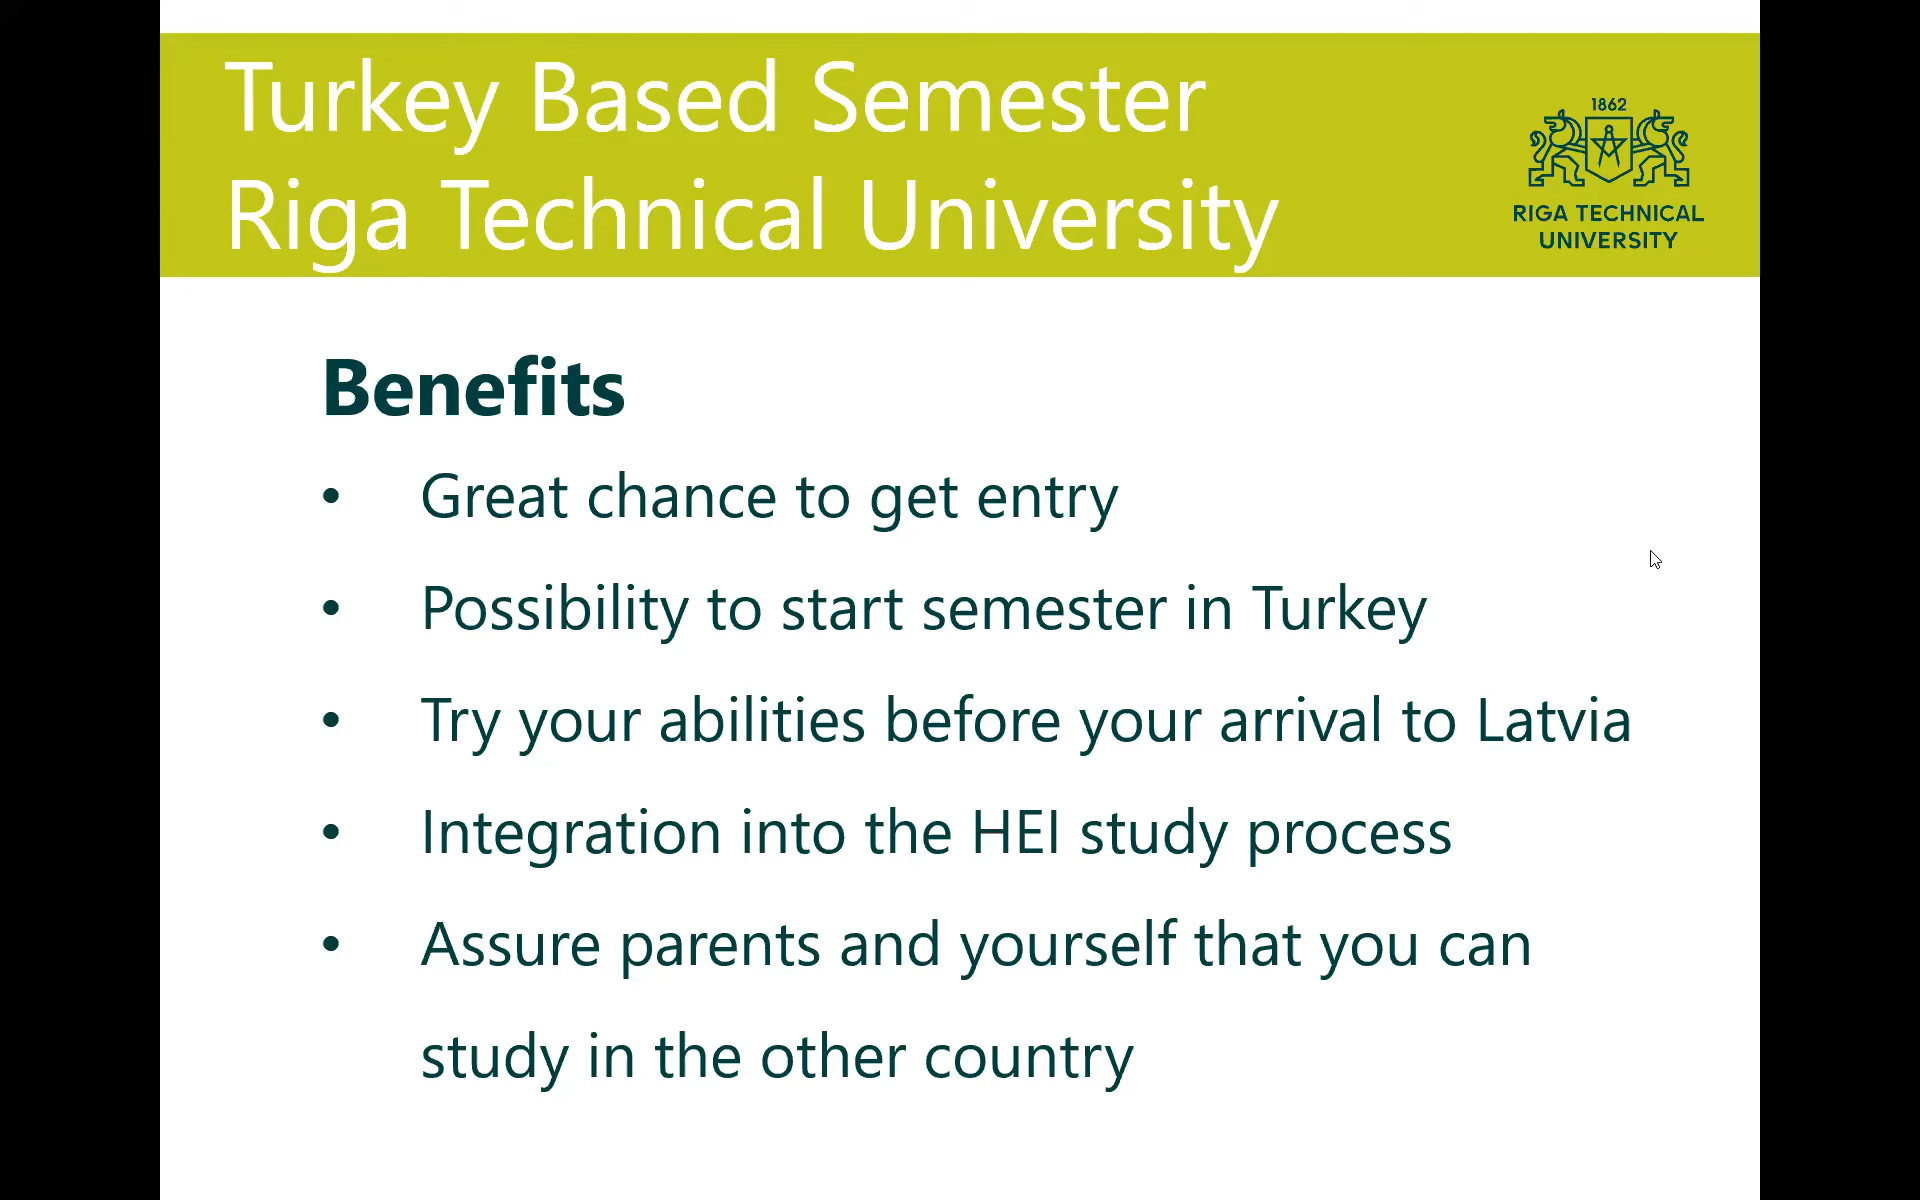 Turkey Based Semester
Riga Technical University
1862
RIGA TECHNICAL
UNIVERSITY
Benefits
• Great chance to get entry
• Possibility to start semester in Turkey
• Try your abilities before your arrival to Latvia
• Integration into the HEI study process
• Assure parents and yourself that you can
study in the other country